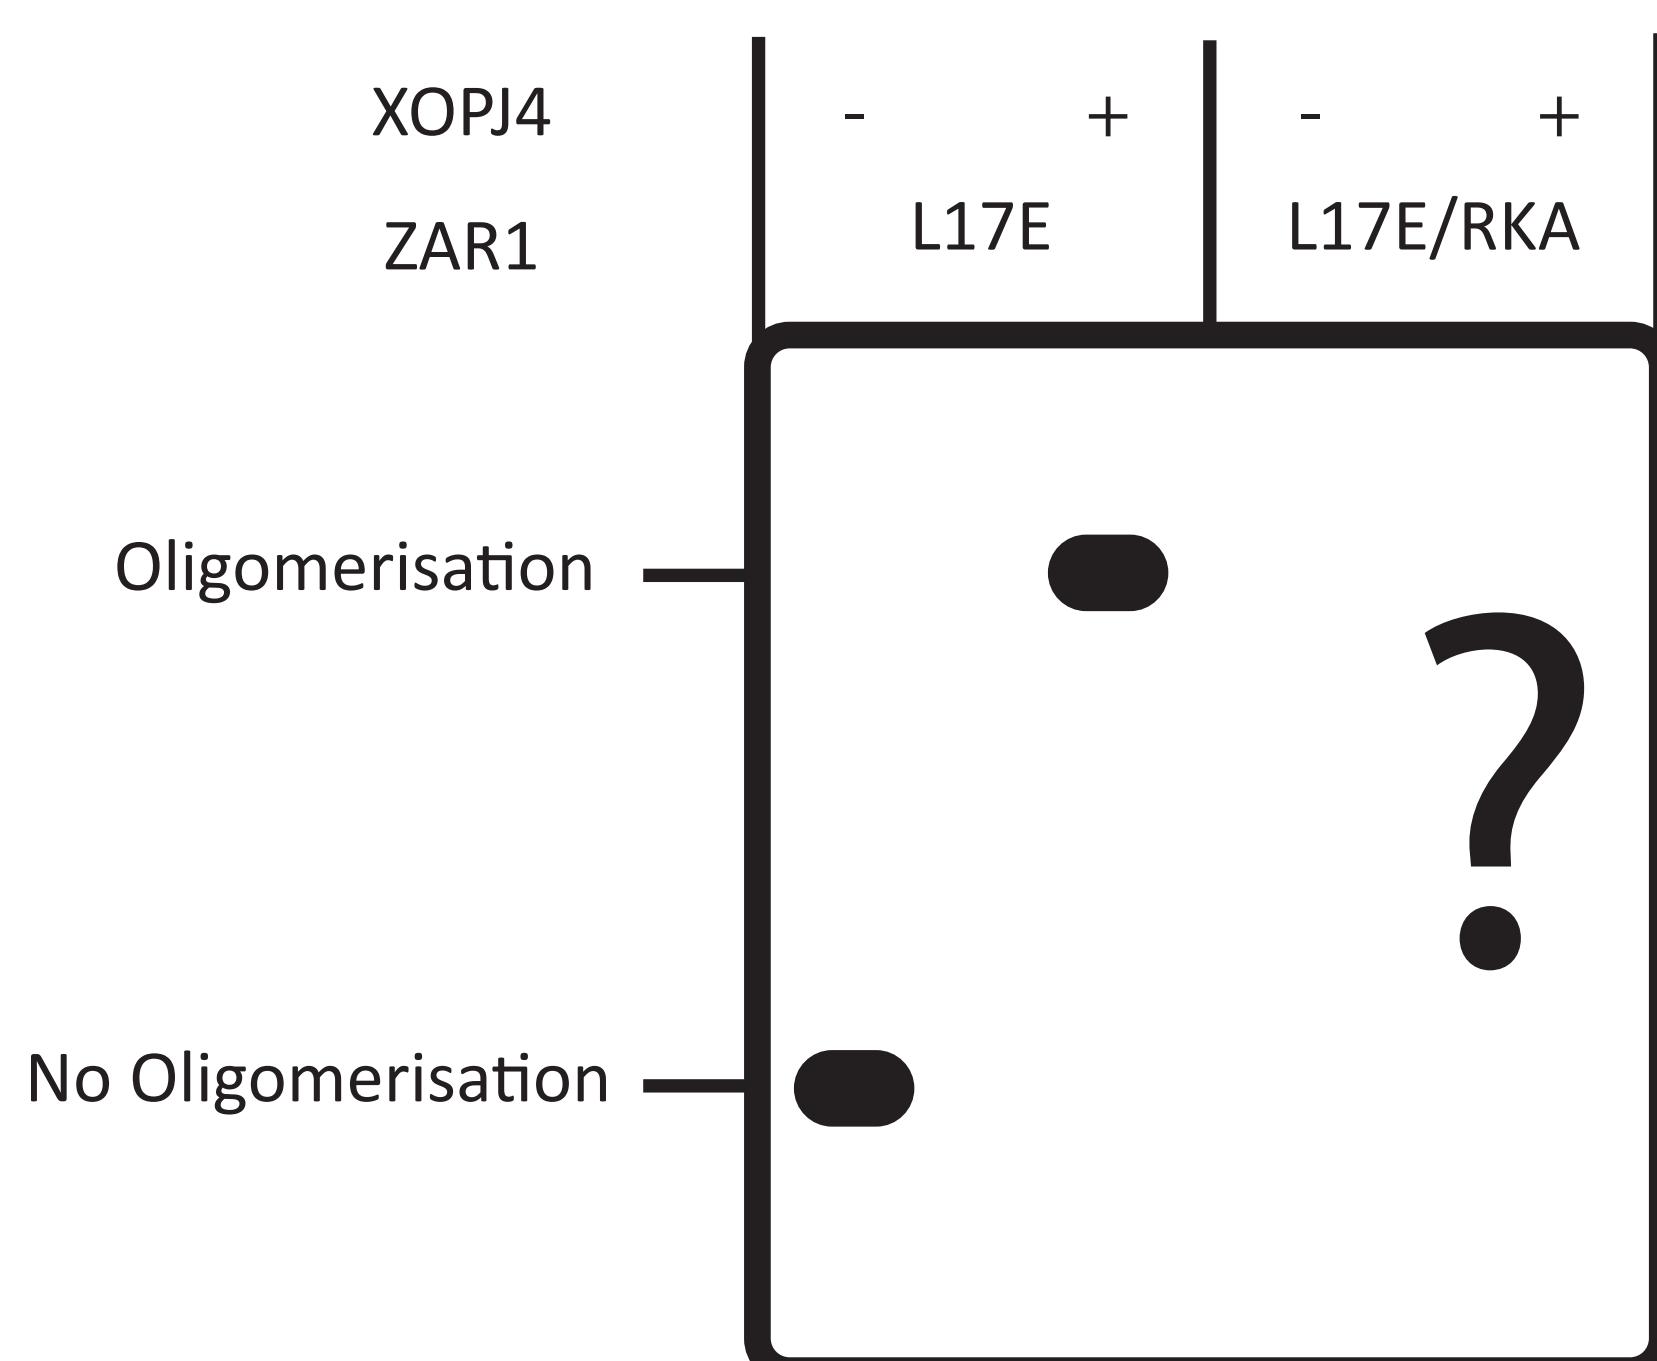 XOPJ4 - + - +
ZAR1 L17E L17E/RKA
Oligomerisation
?
No Oligomerisation